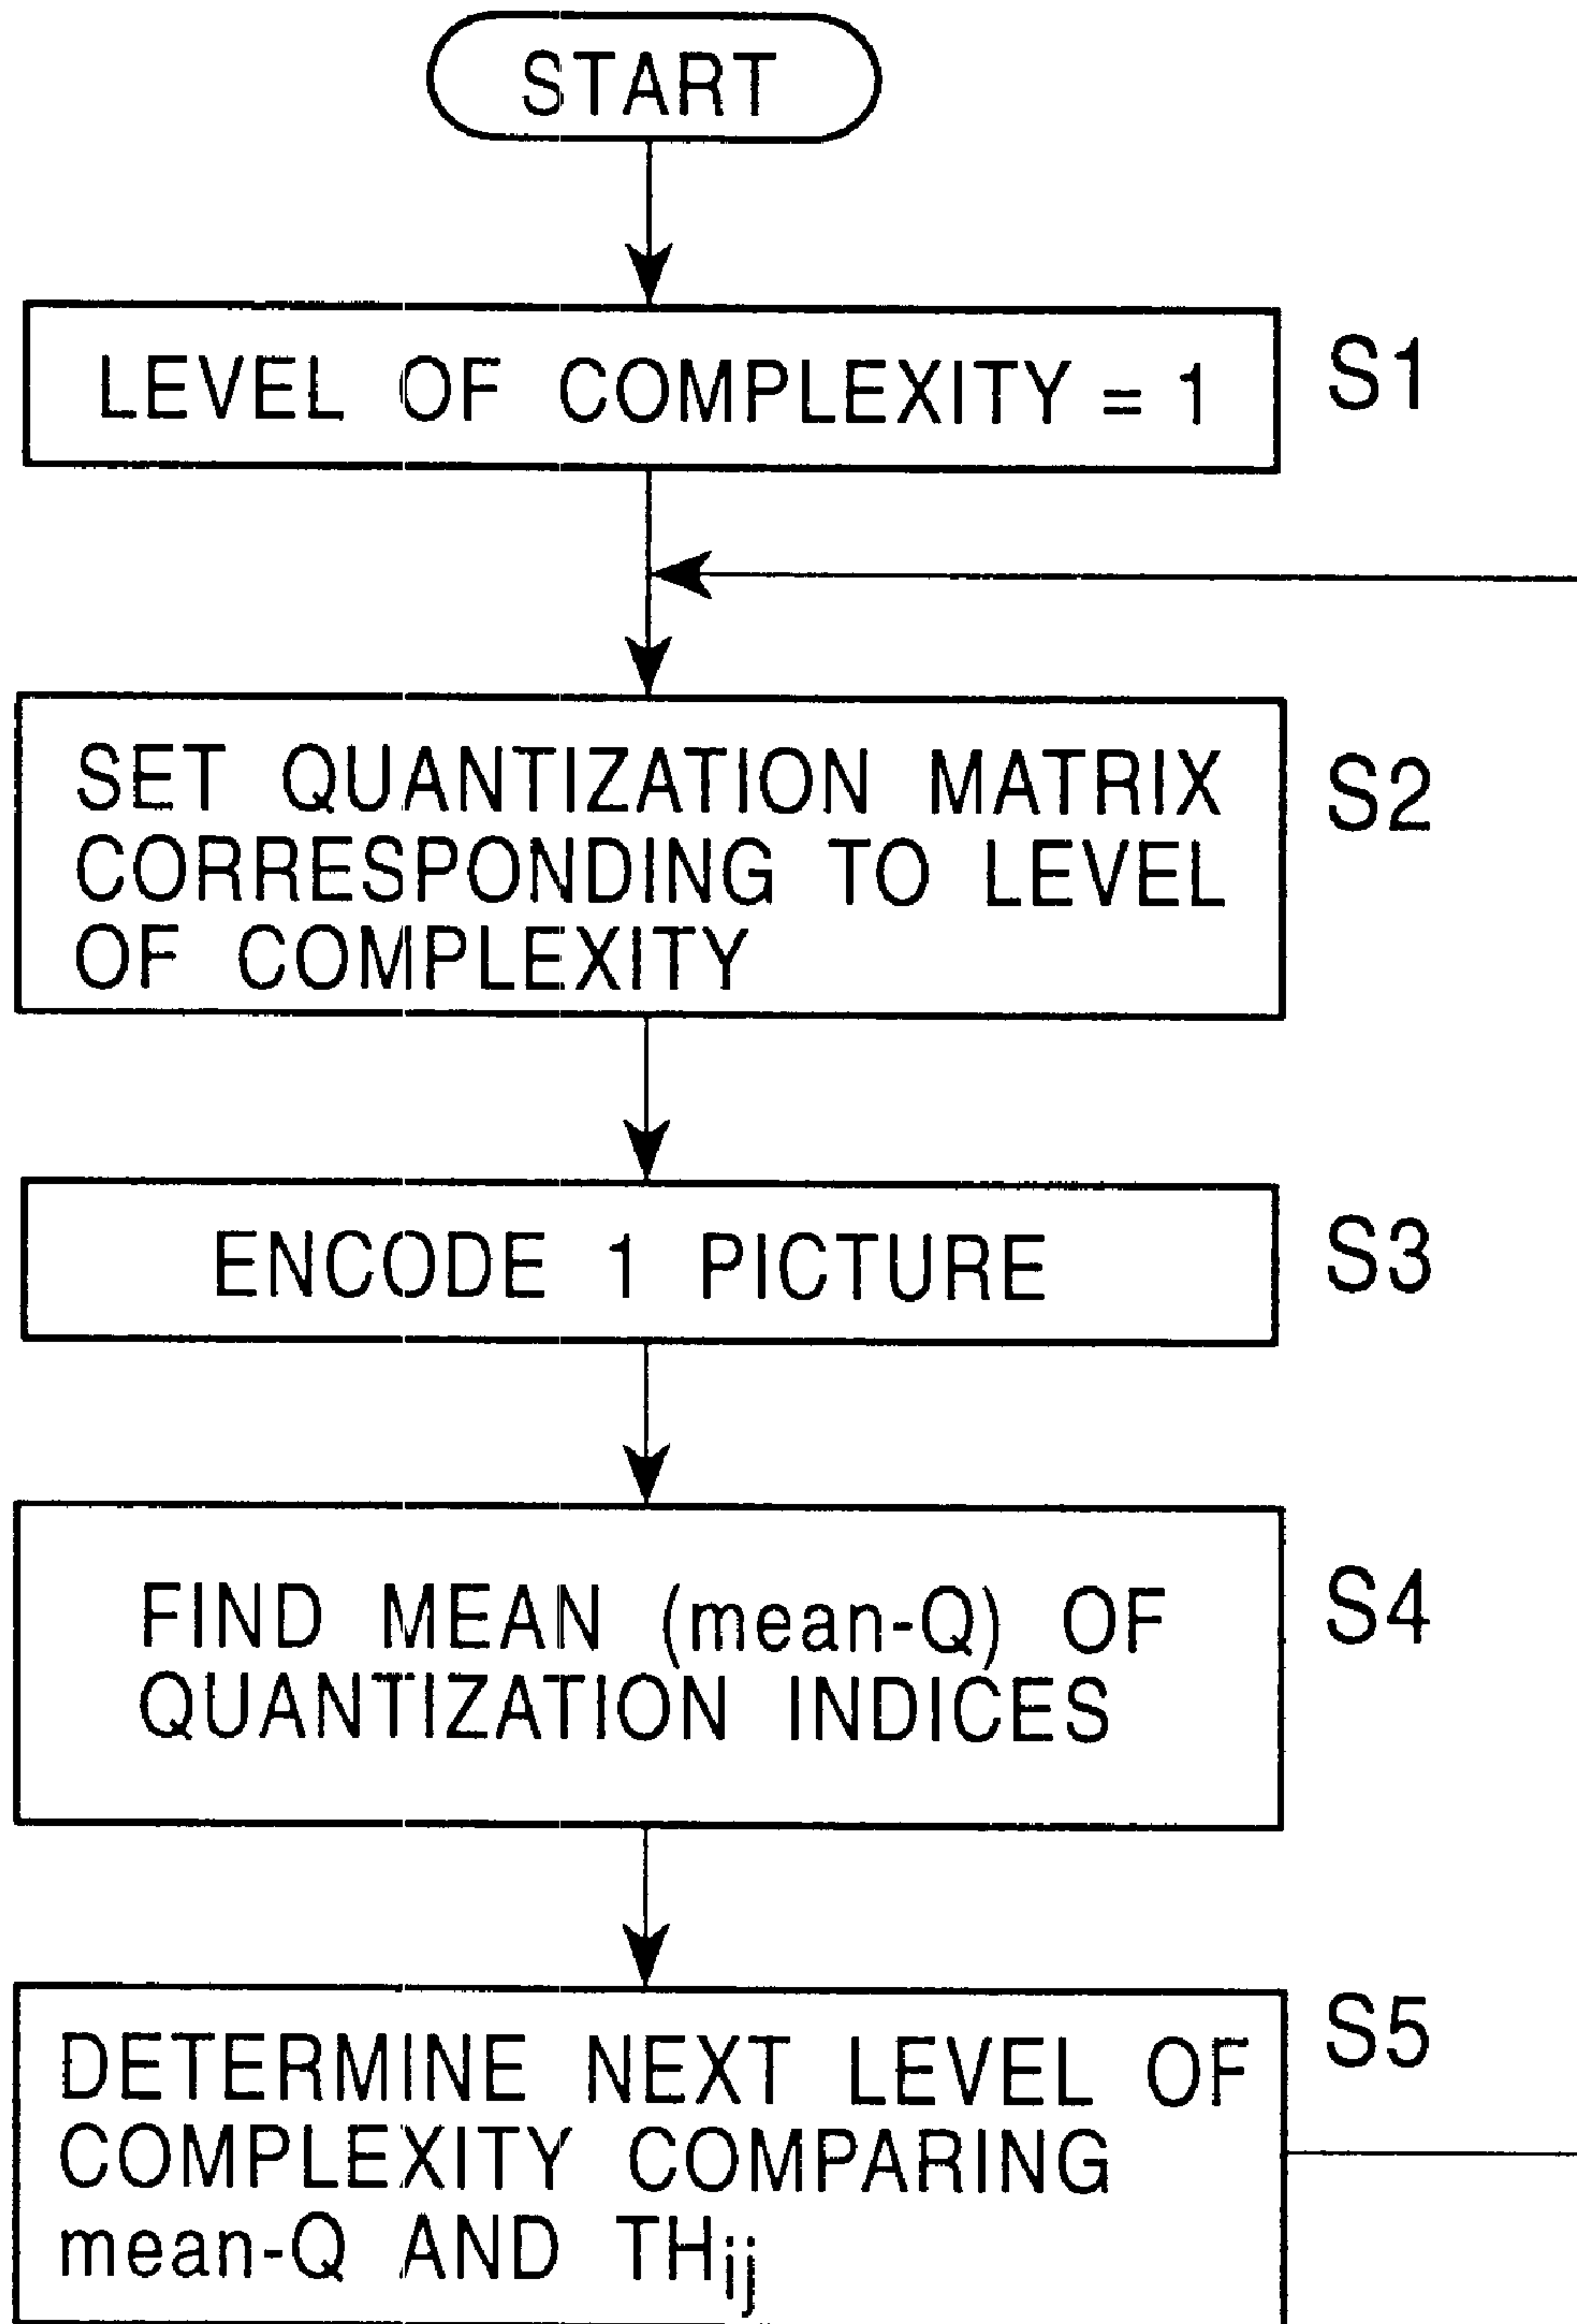 START
LEVEL OF COMPLEXITY = 1
S1
SET QUANTIZATION MATRIX
CORRESPONDING TO LEVEL
OF COMPLEXITY
S2
ENCODE 1 PICTURE
S3
FIND MEAN (mean-Q) OF
QUANTIZATION INDICES
S4
DETERMINE NEXT LEVEL OF
COMPLEXITY COMPARING
mean-Q AND THij
S5